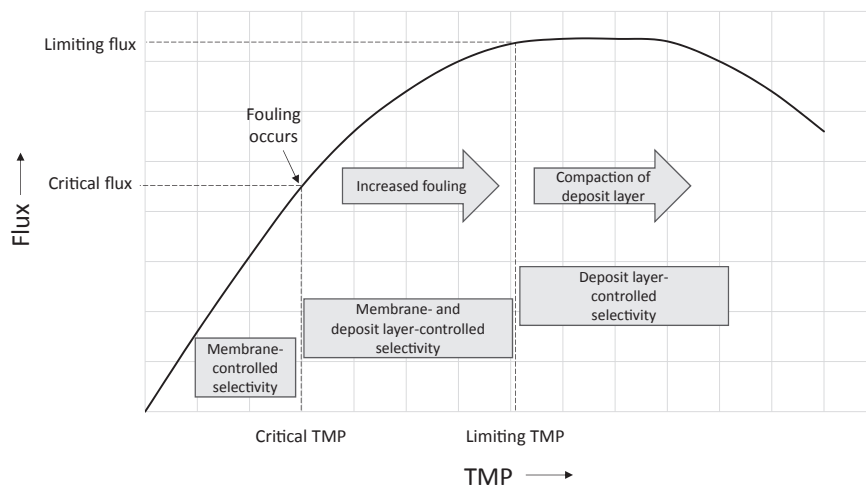 Limiting flux
Fouling
occurs
Critical flux
Flux
Increased fouling
Compaction of
deposit layer
Deposit layer-
controlled
selectivity
Membrane- and
deposit layer-controlled
selectivity
Membrane-
controlled
selectivity
Critical TMP
Limiting TMP
TMP